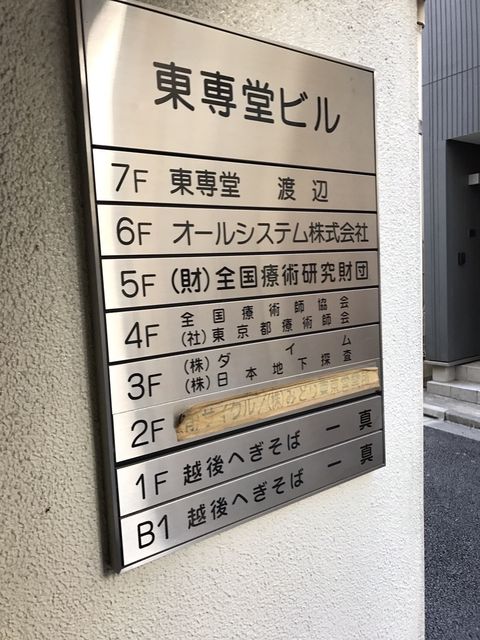 東専堂ビル
7F 東専堂 渡辺
6F オールシステム株式会社
5F (財)全国療術研究財団
4F 全国療術師協会
(社)東京都療術師会
3F (株)ダイム
(株)日本地下探査
2F
1F 越後へぎそば 一真
B1 越後へぎそば 一真